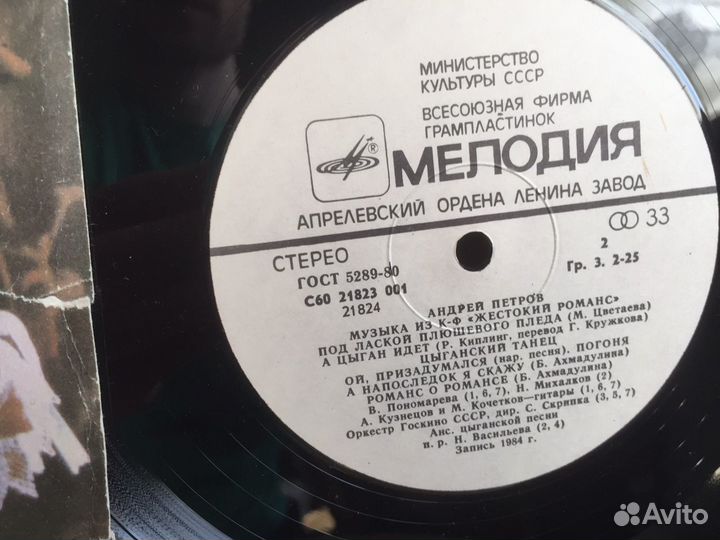 МИНИСТЕРСТВО
КУЛЬТУРЫ СССР
ВСЕСОЮЗНАЯ ФИРМА
ГРАМПЛАСТИНОК
®
МЕЛОДИЯ
АПРЕЛЕВСКИЙ ОРДЕНА ЛЕНИНА ЗАВОД
СТЕРЕО
33
ГОСТ 5289-80
2
С60 21823 001
Гр. 3. 2-25
21824
АНДРЕЙ ПЕТРОВ
МУЗЫКА ИЗ К-Ф «ЖЕСТОКИЙ РОМАНС»
ПОД ЛАСКОЙ ПЛЮШЕВОГО ПЛЕДА (М. Цветаева)
А ЦЫГАН ИДЕТ (Р. Киплинг, перевод Г. Кружкова)
ЦЫГАНСКИЙ ТАНЕЦ
ОЙ, ПРИЗАДУМАЛСЯ (нар. песня). ПОГОНЯ
А НАПОСЛЕДОК Я СКАЖУ (Б. Ахмадулина)
РОМАНС О РОМАНСЕ (Б. Ахмадулина)
В. Пономарева (1, 6, 7), Н. Михалков (2)
А. Кузнецов и М. Кочетков—гитары (1, 6, 7)
Оркестр Госкино СССР, дир. С. Скрипка (3, 5, 7)
Анс. цыганской песни
п. р. Н. Васильева (2, 4)
Запись 1984 г.
Avito